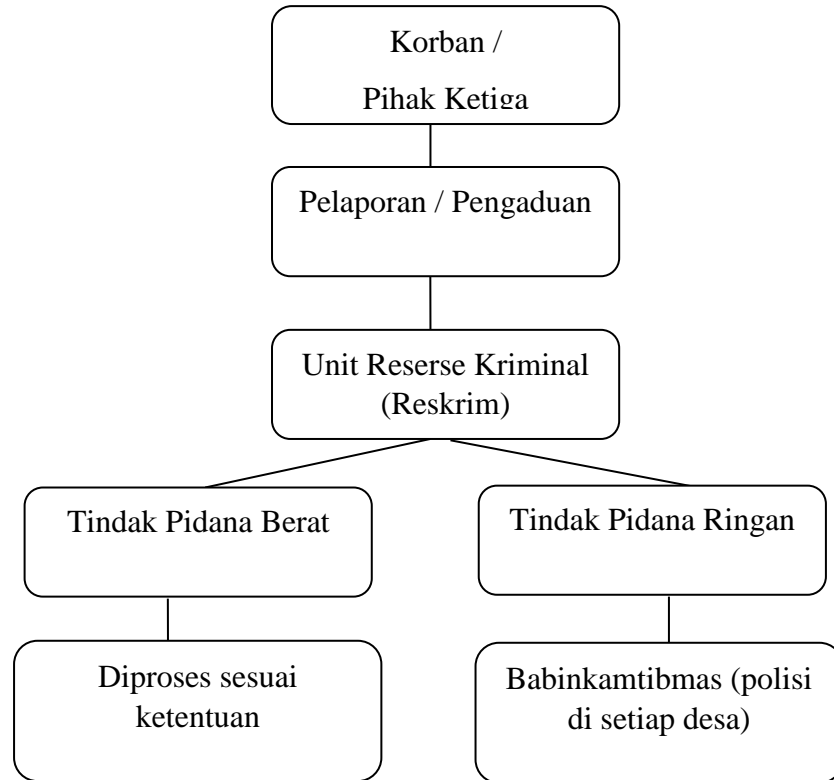 Korban /
Pihak Ketiga
Pelaporan / Pengaduan
Unit Reserse Kriminal
(Reskrim)
Tindak Pidana Berat
Tindak Pidana Ringan
Diproses sesuai
ketentuan
Babinkamtibmas (polisi
di setiap desa)